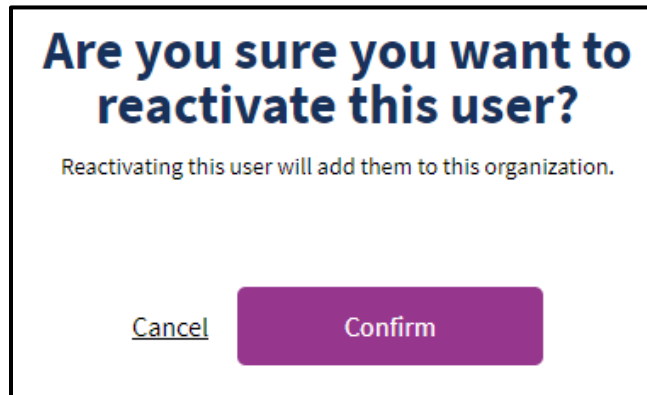 Are you sure you want to
reactivate this user?
Reactivating this user will add them to this organization.
Cancel
Confirm